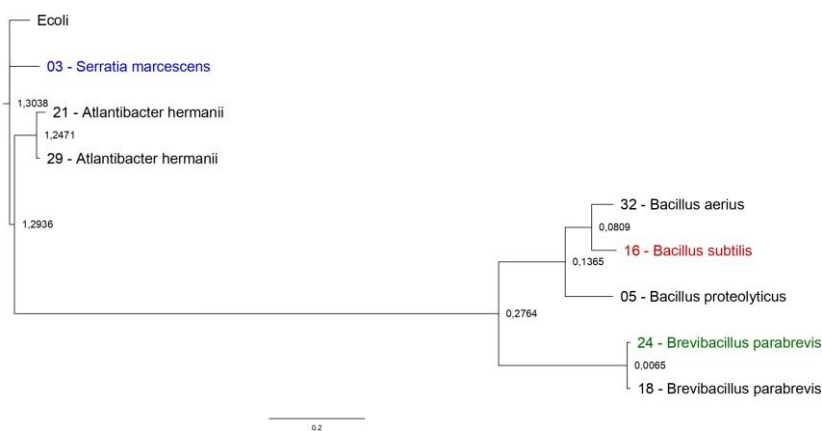 Ecoli
03 - Serratia marcescens
1,3038
21 - Atlantibacter hermanii
1,2471
29 - Atlantibacter hermanii
1,2936
32 - Bacillus aerius
0,0809
16 - Bacillus subtilis
0,1365
05 - Bacillus proteolyticus
0,2764
24 - Brevibacillus parabrevis
0,0065
18 - Brevibacillus parabrevis
0.2